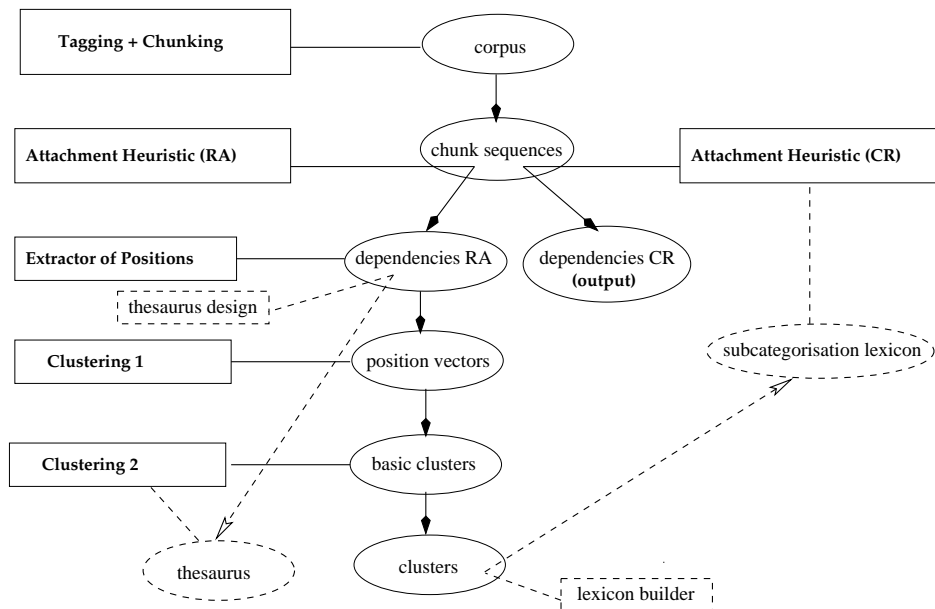 Tagging + Chunking
corpus
Attachment Heuristic (RA)
chunk sequences
Attachment Heuristic (CR)
Extractor of Positions
dependencies RA
dependencies CR
(output)
thesaurus design
Clustering 1
position vectors
subcategorisation lexicon
Clustering 2
basic clusters
thesaurus
clusters
lexicon builder